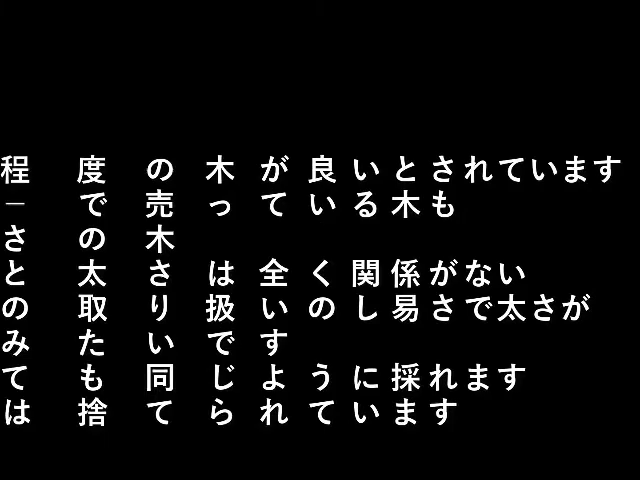 程度の木が良いとされています
ーで売っている木も
さの木
と太さは全く関係がない
の取り扱いのし易さで太さが
みたいです
ても同じように採れます
は捨てられています